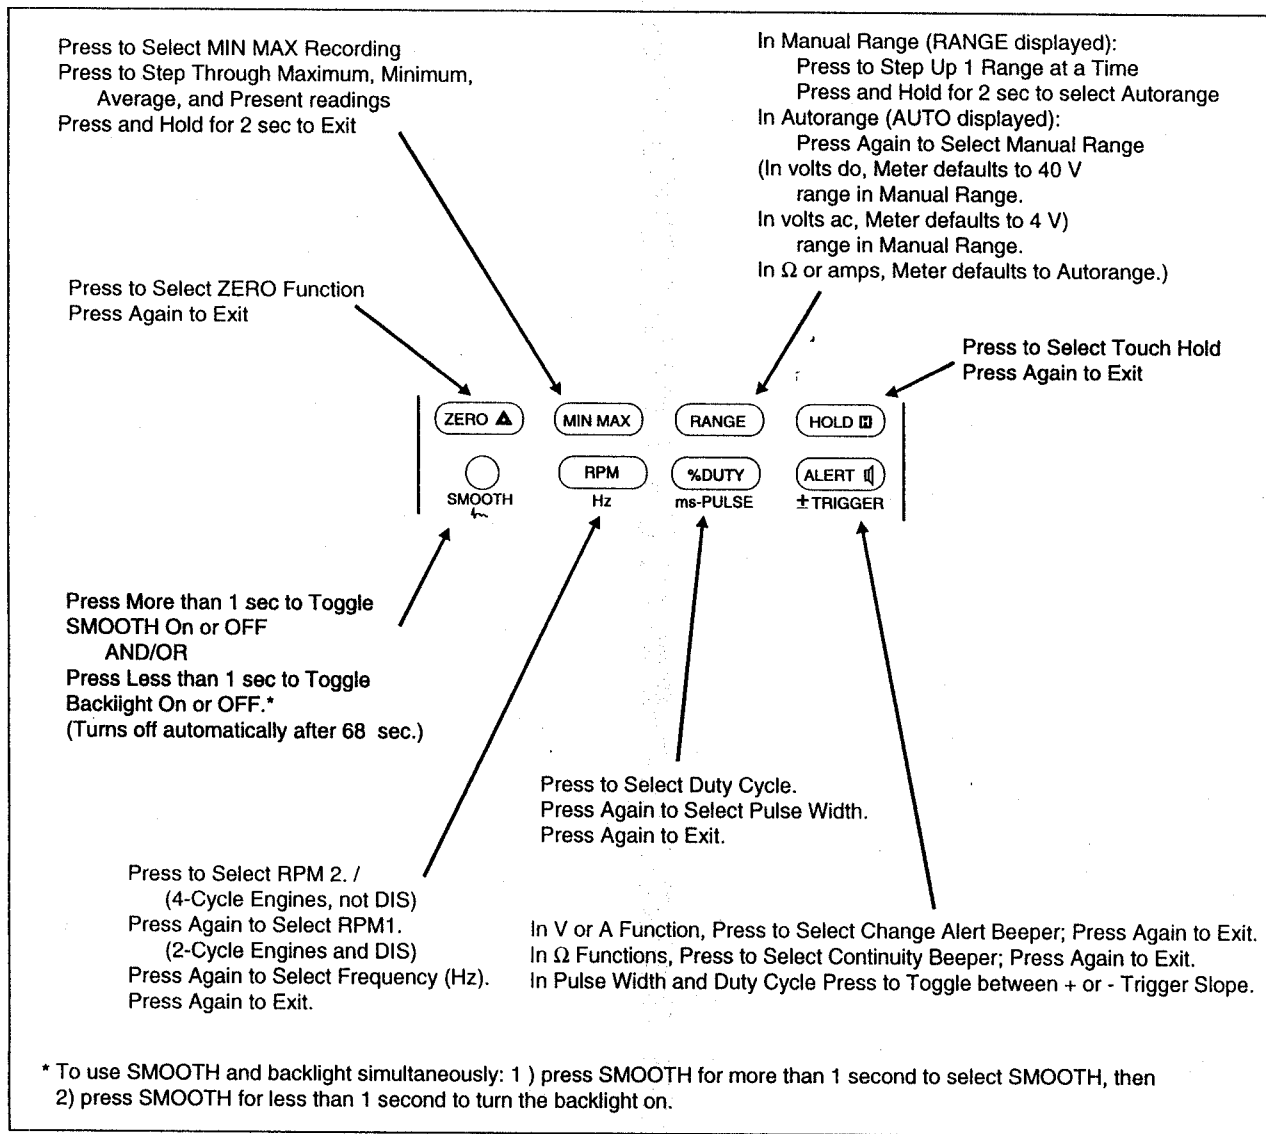 Press to Select MIN MAX Recording
Press to Step Through Maximum, Minimum,
Average, and Present readings
Press and Hold for 2 sec to Exit
In Manual Range (RANGE displayed):
Press to Step Up 1 Range at a Time
Press and Hold for 2 sec to select Autorange
In Autorange (AUTO displayed):
Press Again to Select Manual Range
(In volts do, Meter defaults to 40 V
range in Manual Range.
In volts ac, Meter defaults to 4 V)
range in Manual Range.
In Ω or amps, Meter defaults to Autorange.)
Press to Select ZERO Function
Press Again to Exit
Press to Select Touch Hold
Press Again to Exit
ZERO MIN MAX RANGE HOLD H
RPM %DUTY ALERT
SMOOTH Hz ms-PULSE ±TRIGGER
Press More than 1 sec to Toggle
SMOOTH On or OFF
AND/OR
Press Less than 1 sec to Toggle
Backiight On or OFF.*
(Turns off automatically after 68 sec.)
Press to Select Duty Cycle.
Press Again to Select Pulse Width.
Press Again to Exit.
Press to Select RPM 2. /
(4-Cycle Engines, not DIS)
Press Again to Select RPM1.
(2-Cycle Engines and DIS)
Press Again to Select Frequency (Hz).
Press Again to Exit.
In V or A Function, Press to Select Change Alert Beeper; Press Again to Exit.
In Ω Functions, Press to Select Continuity Beeper; Press Again to Exit.
In Pulse Width and Duty Cycle Press to Toggle between + or - Trigger Slope.
* To use SMOOTH and backlight simultaneously: 1 ) press SMOOTH for more than 1 second to select SMOOTH, then
2) press SMOOTH for less than 1 second to turn the backlight on.